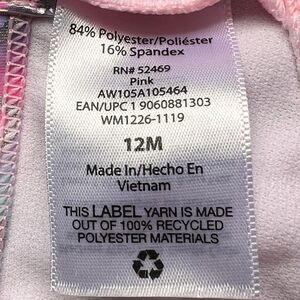 84% Polyester/Poliéster
16% Spandex
RN# 52469
Pink
AW105A105464
EAN/UPC 1 9060881303
WM1226-1119
12M
Made In/Hecho En
Vietnam
THIS LABEL YARN IS MADE
OUT OF 100% RECYCLED
POLYESTER MATERIALS